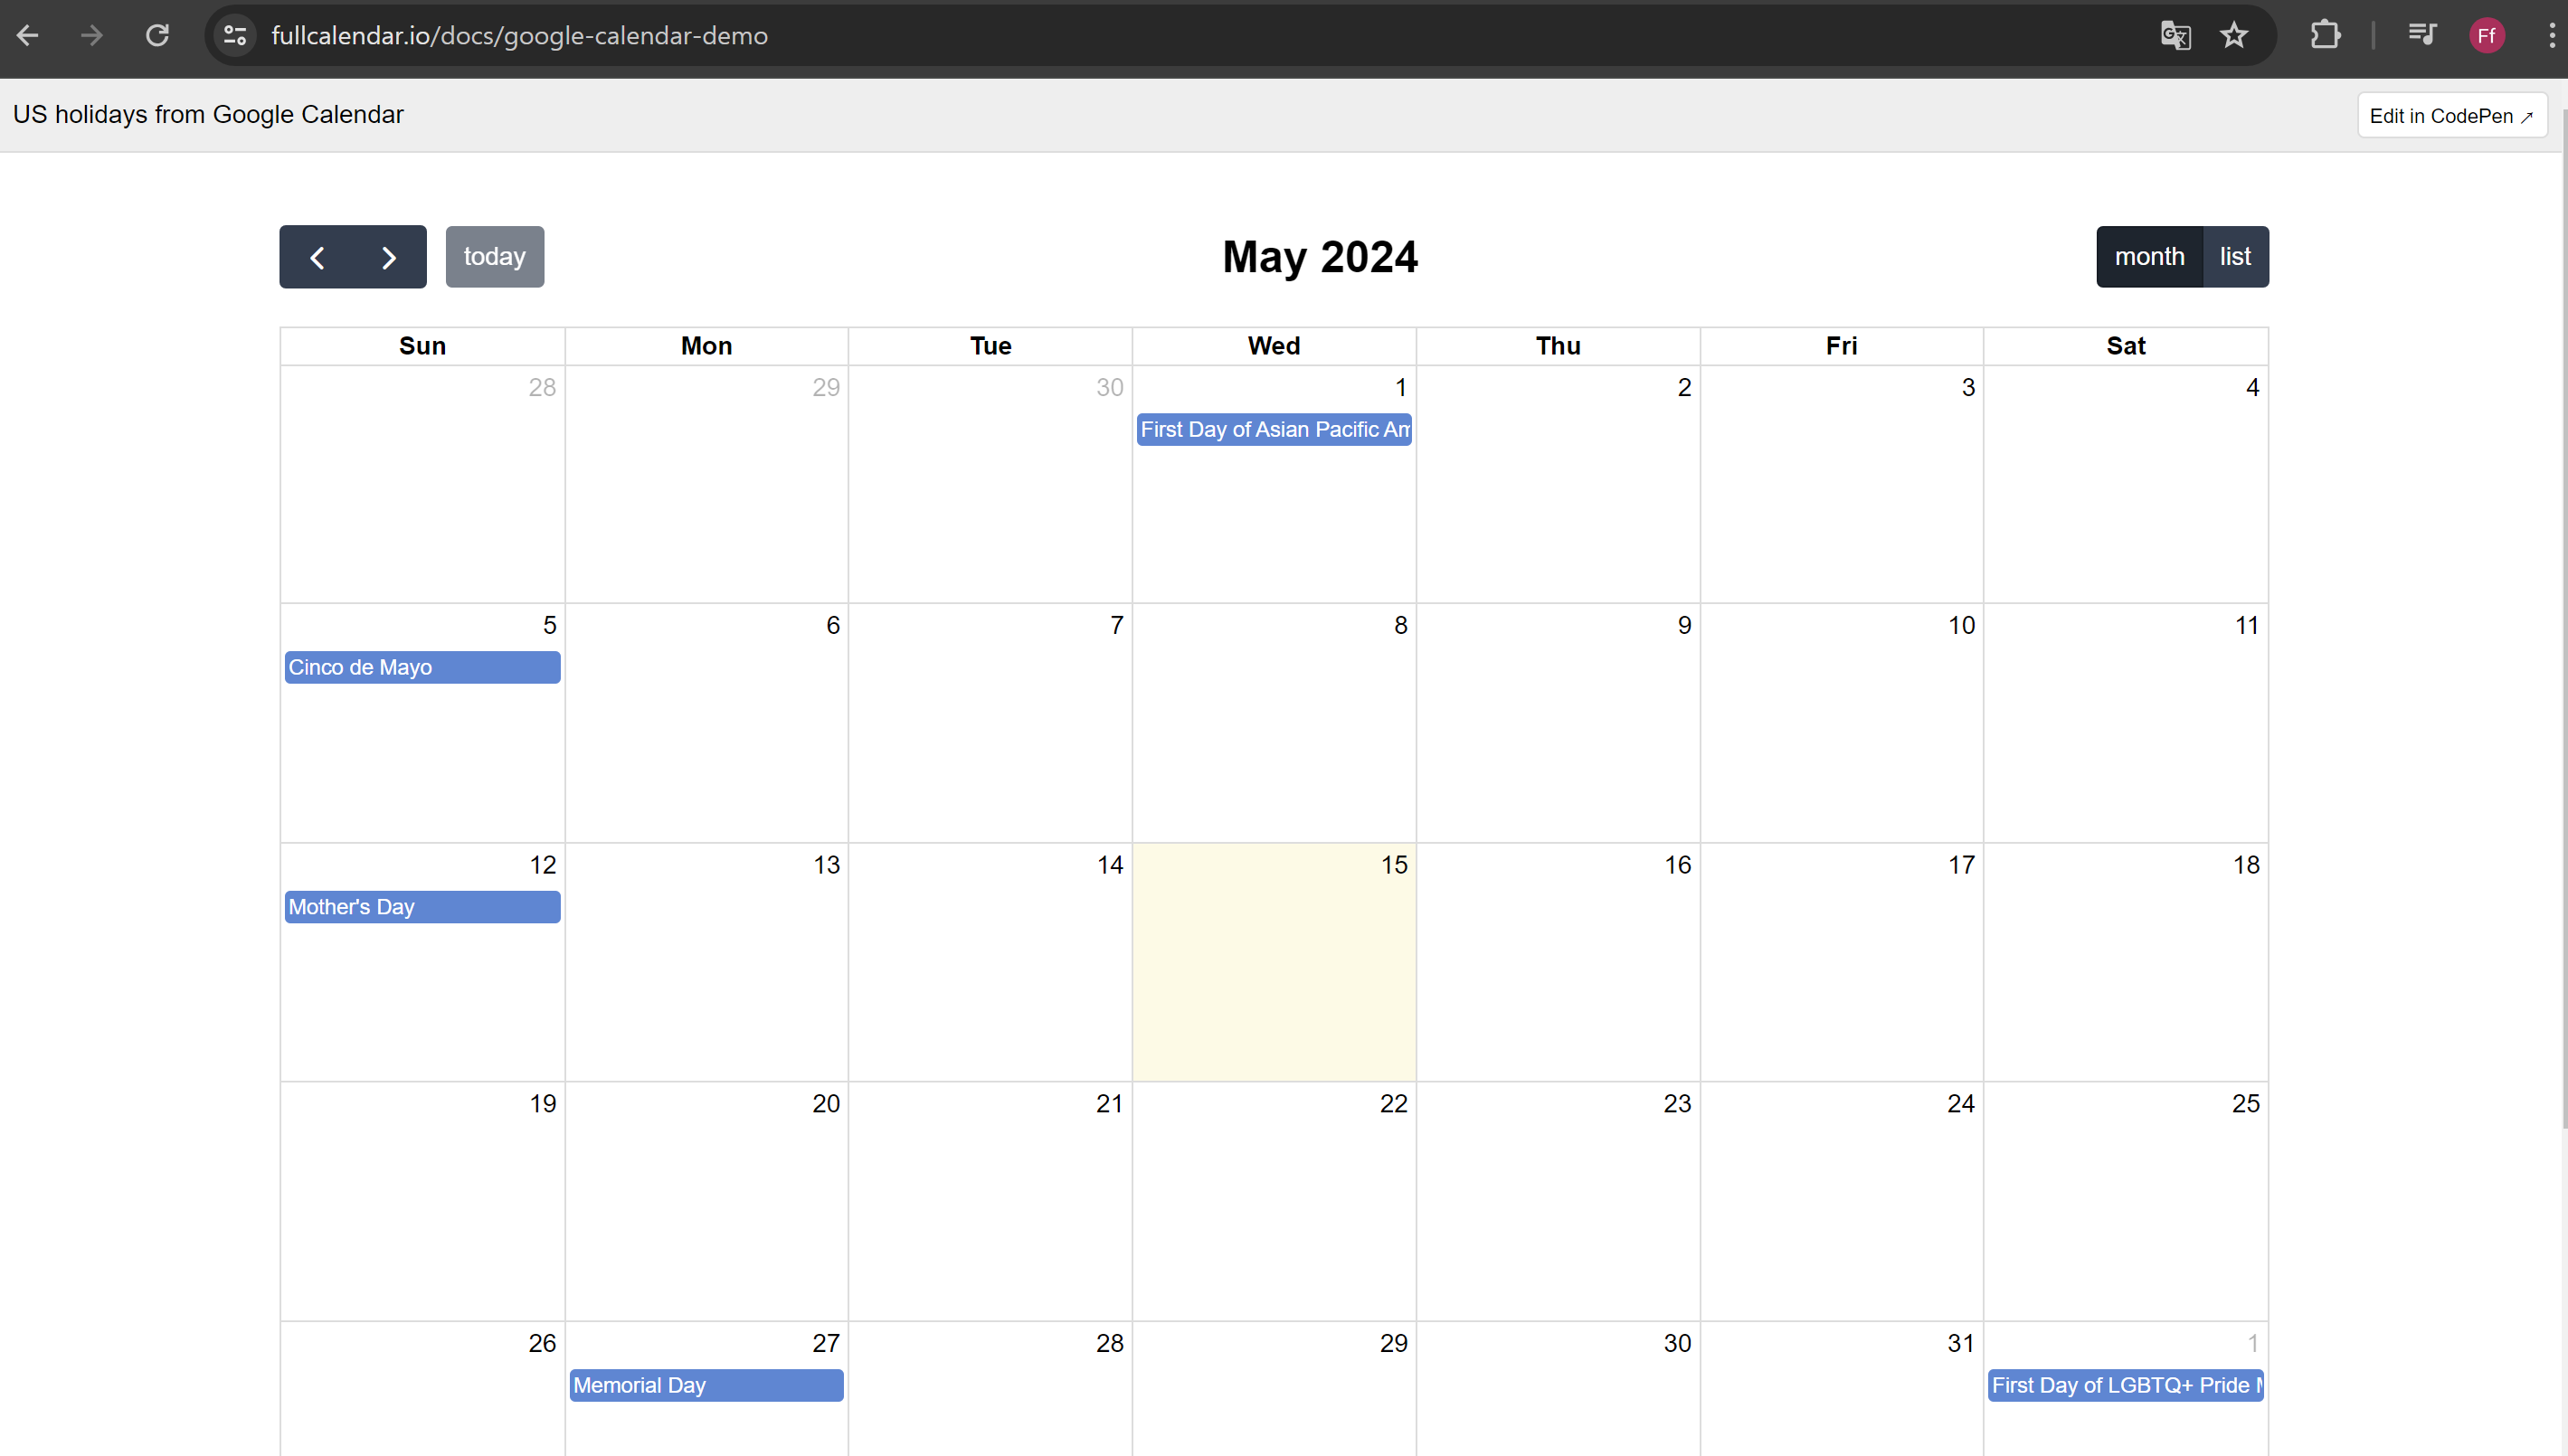 fullcalendar.io/docs/google-calendar-demo
Ff
US holidays from Google Calendar
Edit in CodePen ↗
today
May 2024
month list
Sun Mon Tue Wed Thu Fri Sat
28 29 30 1 2 3 4
First Day of Asian Pacific Am
5 6 7 8 9 10 11
Cinco de Mayo
12 13 14 15 16 17 18
Mother's Day
19 20 21 22 23 24 25
26 27 28 29 30 31 1
Memorial Day
First Day of LGBTQ+ Pride